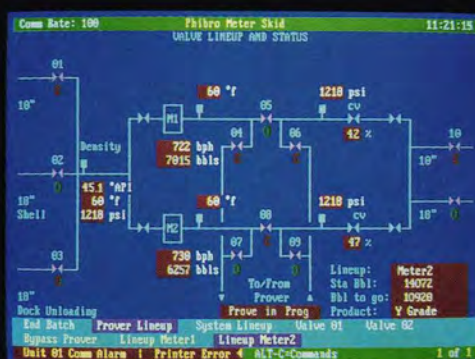 Comm Rate: 100 Phibro Meter Skid 11:21:15
VALVE LINEUP AND STATUS
01
10"
60 °f
1218 psi
05
M1
cv
Density
722 bph
7015 bbls
04
06
42 %
10
02
0
10"
45.1 °API
60 °f
1218 psi
10"
Shell
60 °f
1218 psi
10"
M2
08
cv
730 bph
6257 bbls
07
09
47 %
03
To/From
Prover
Lineup: Meter2
Sta Bbl: 14072
Bbl to go: 10928
Product: Y Grade
10"
Dock Unloading
Prove in Prog
End Batch Prover Lineup System Lineup Valve 01 Valve 02
Bypass Prover Lineup Meter1 Lineup Meter2
Unit 01 Comm Alarm | Printer Error ALT-C=Commands 1 of